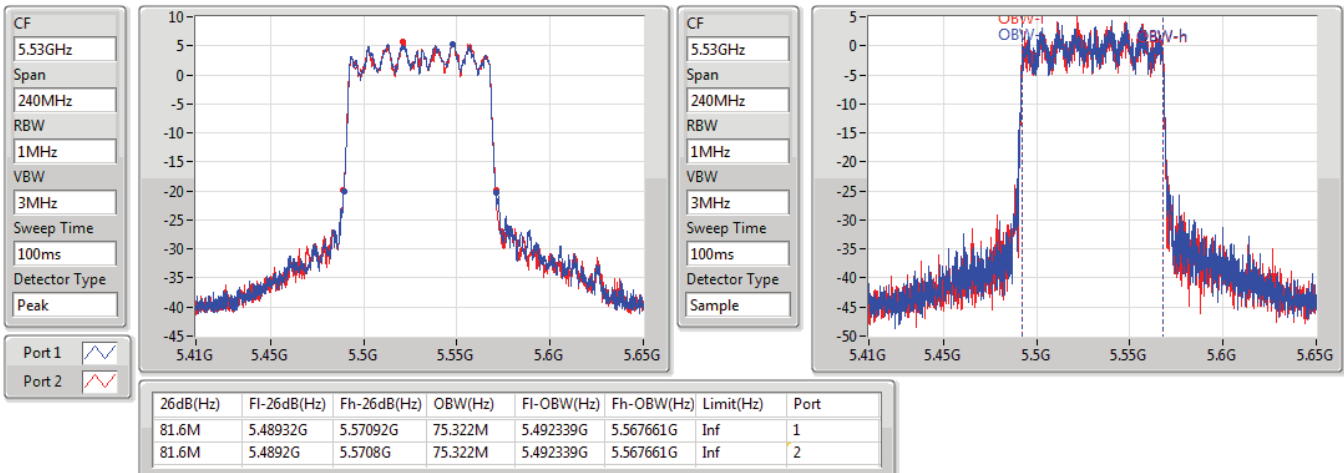 CF
5.53GHz
Span
240MHz
RBW
1MHz
VBW
3MHz
Sweep Time
100ms
Detector Type
Peak
Port 1
Port 2
10
5
0
-5
-10
-15
-20
-25
-30
-35
-40
-45
5.41G 5.45G 5.5G 5.55G 5.6G 5.65G
CF
5.53GHz
Span
240MHz
RBW
1MHz
VBW
3MHz
Sweep Time
100ms
Detector Type
Sample
OBW-l
OBW-h
5
0
-5
-10
-15
-20
-25
-30
-35
-40
-45
-50
5.41G 5.45G 5.5G 5.55G 5.6G 5.65G
26dB(Hz) Fl-26dB(Hz) Fh-26dB(Hz) OBW(Hz) Fl-OBW(Hz) Fh-OBW(Hz) Limit(Hz) Port
81.6M 5.48932G 5.57092G 75.322M 5.492339G 5.567661G Inf 1
81.6M 5.4892G 5.5708G 75.322M 5.492339G 5.567661G Inf 2